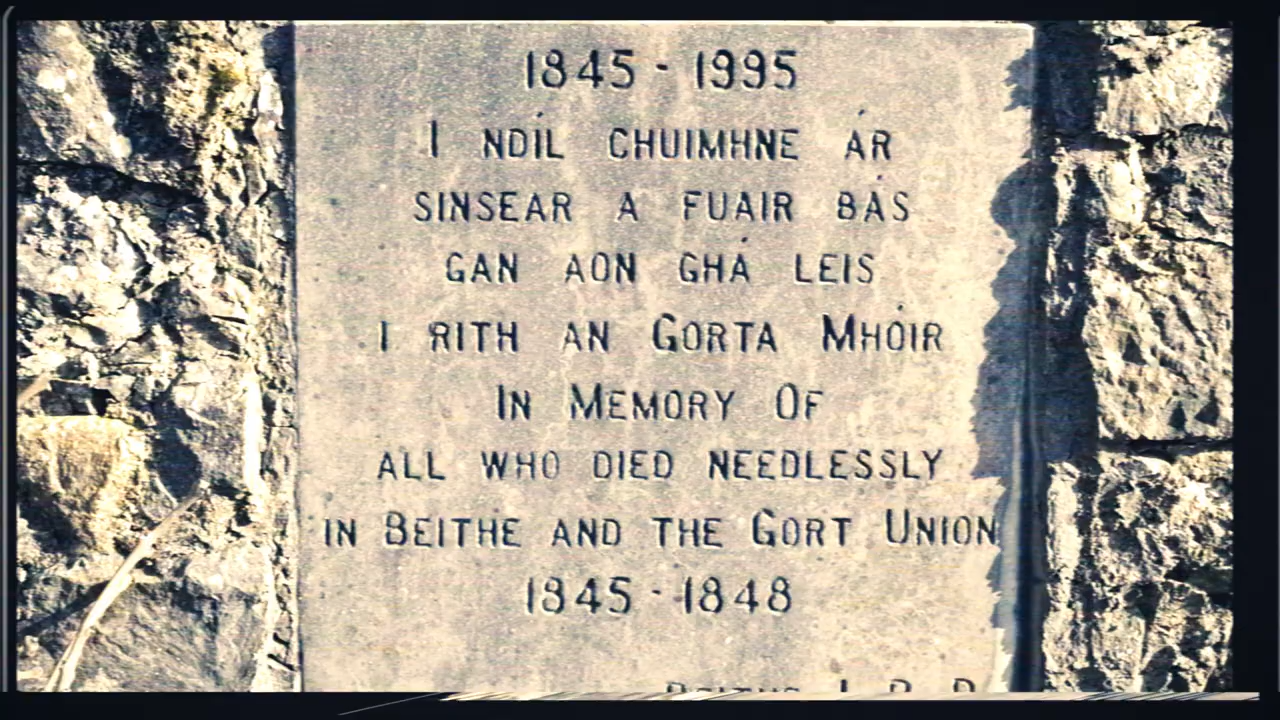 1845 - 1995
I NDÍL CHUIMHNE ÁR
SINSEAR A FUAIR BÁS
GAN AON GHÁ LEIS
I RITH AN GORTA MHÓIR
IN MEMORY OF
ALL WHO DIED NEEDLESSLY
IN BEITHE AND THE GORT UNION
1845 - 1848